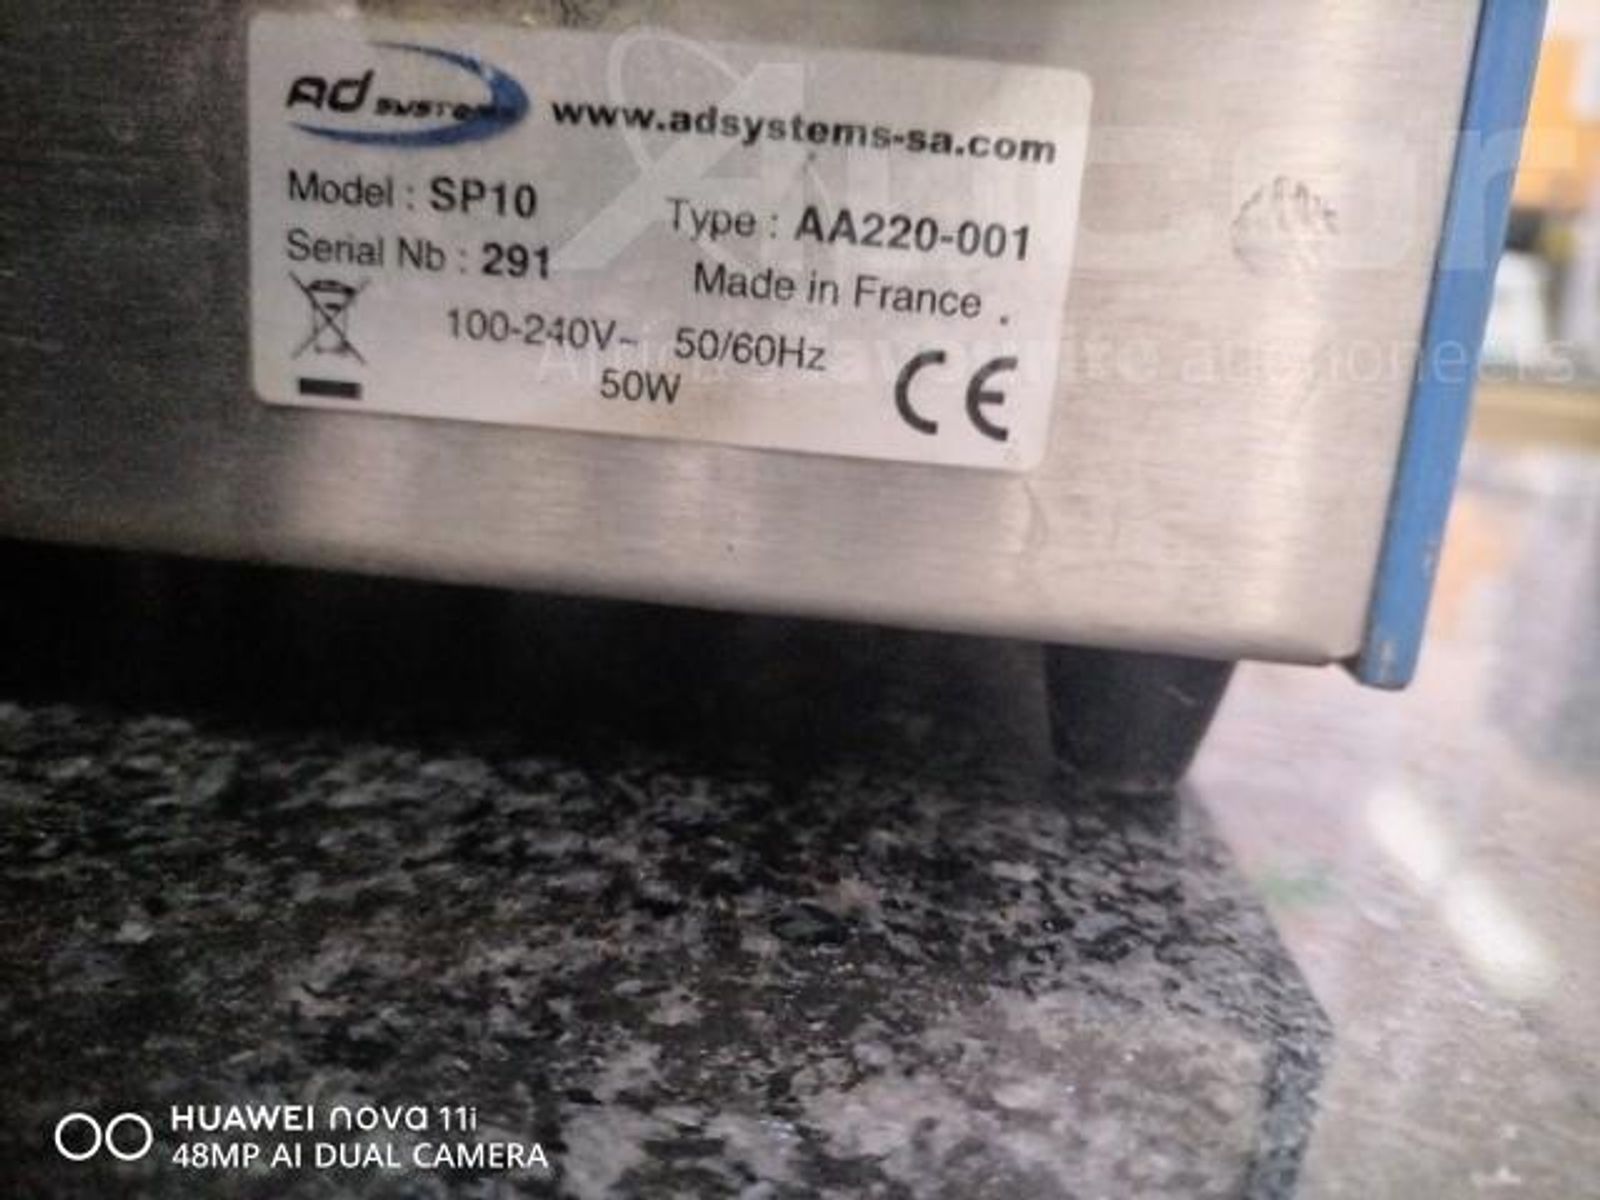 Ad SYSTEMS www.adsystems-sa.com
Model : SP10 Type : AA220-001
Serial Nb : 291 Made in France .
100-240V~ 50/60Hz
50W CE
HUAWEI nova 11i
48MP AI DUAL CAMERA